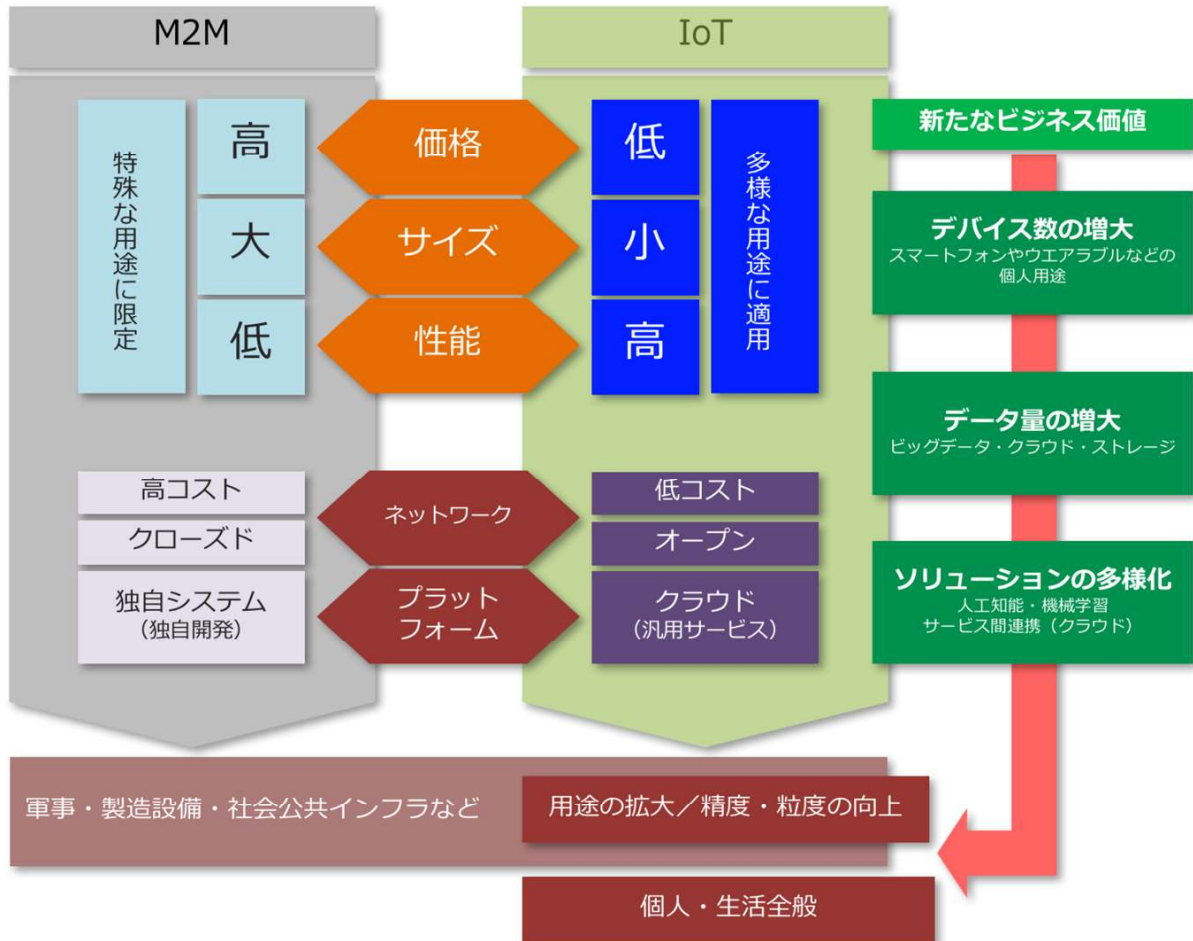 M2M
IoT
特殊な用途に限定
高
価格
低
多様な用途に適用
大
サイズ
小
低
性能
高
高コスト
ネットワーク
低コスト
クローズド
オープン
独自システム
(独自開発)
プラット
フォーム
クラウド
(汎用サービス)
新たなビジネス価値
デバイス数の増大
スマートフォンやウエアラブルなどの
個人用途
データ量の増大
ビッグデータ・クラウド・ストレージ
ソリューションの多様化
人工知能・機械学習
サービス間連携（クラウド）
軍事・製造設備・社会公共インフラなど
用途の拡大／精度・粒度の向上
個人・生活全般